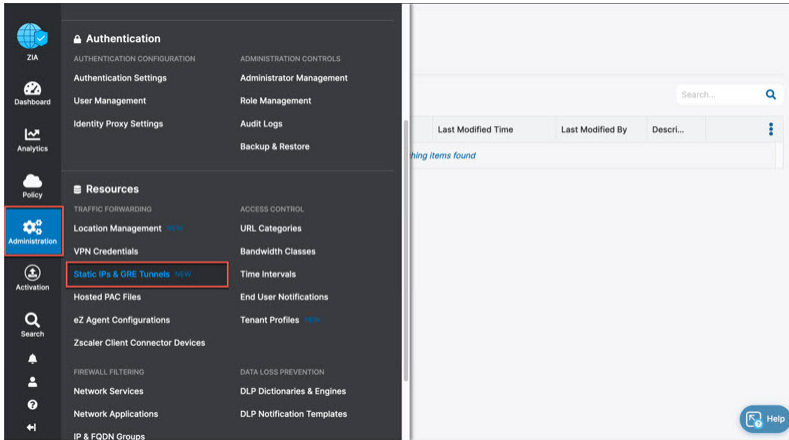 ZIA
Dashboard
Analytics
Policy
Administration
Activation
Search
Authentication
AUTHENTICATION CONFIGURATION
Authentication Settings
User Management
Identity Proxy Settings
ADMINISTRATION CONTROLS
Administrator Management
Role Management
Audit Logs
Backup & Restore
Resources
TRAFFIC FORWARDING
Location Management NEW
VPN Credentials
Static IPs & GRE Tunnels NEW
Hosted PAC Files
eZ Agent Configurations
Zscaler Client Connector Devices
ACCESS CONTROL
URL Categories
Bandwidth Classes
Time Intervals
End User Notifications
Tenant Profiles NEW
FIREWALL FILTERING
Network Services
Network Applications
IP & FQDN Groups
DATA LOSS PREVENTION
DLP Dictionaries & Engines
DLP Notification Templates
Search...
Last Modified Time
Last Modified By
Descri...
hing items found
Help